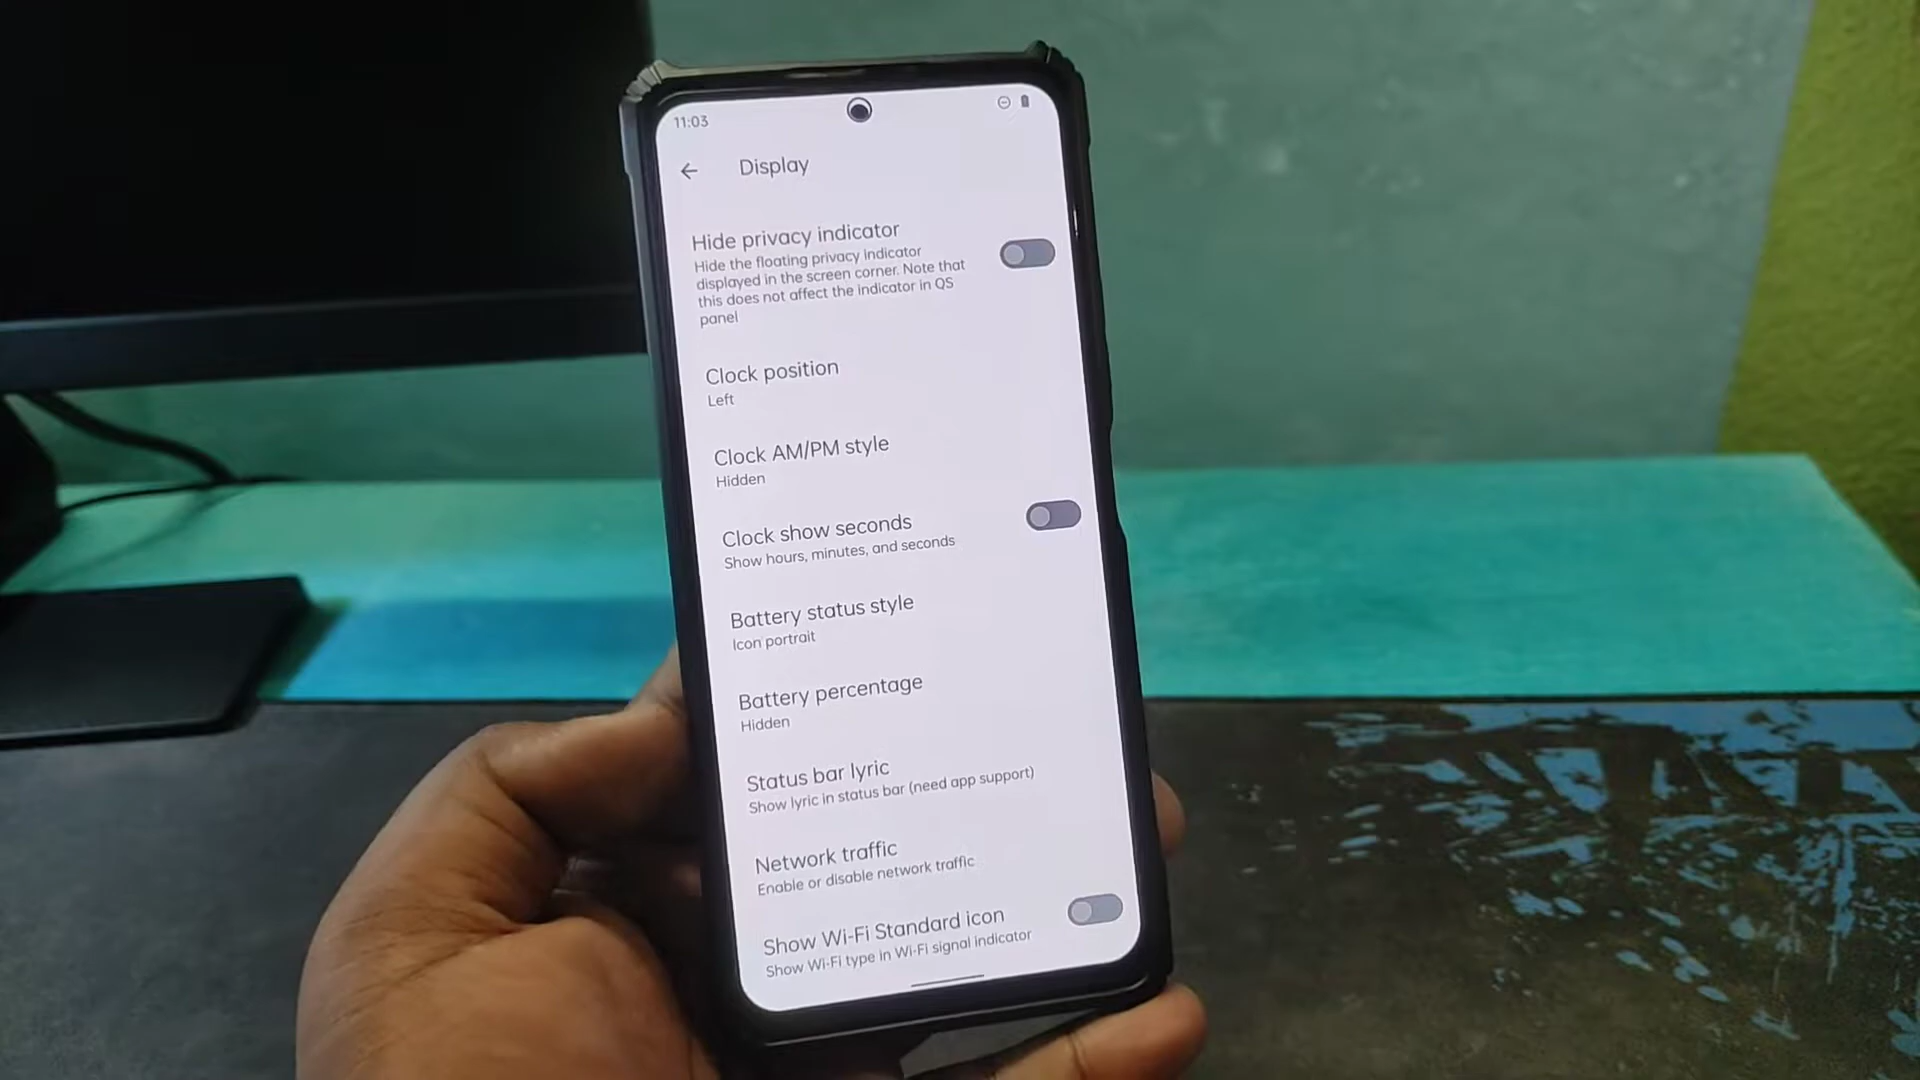 11:03
Display
Hide privacy indicator
Hide the floating privacy indicator
displayed in the screen corner. Note that
this does not affect the indicator in QS
panel
Clock position
Left
Clock AM/PM style
Hidden
Clock show seconds
Show hours, minutes, and seconds
Battery status style
Icon portrait
Battery percentage
Hidden
Status bar lyric
Show lyric in status bar (need app support)
Network traffic
Enable or disable network traffic
Show Wi-Fi Standard icon
Show Wi-Fi type in Wi-Fi signal indicator